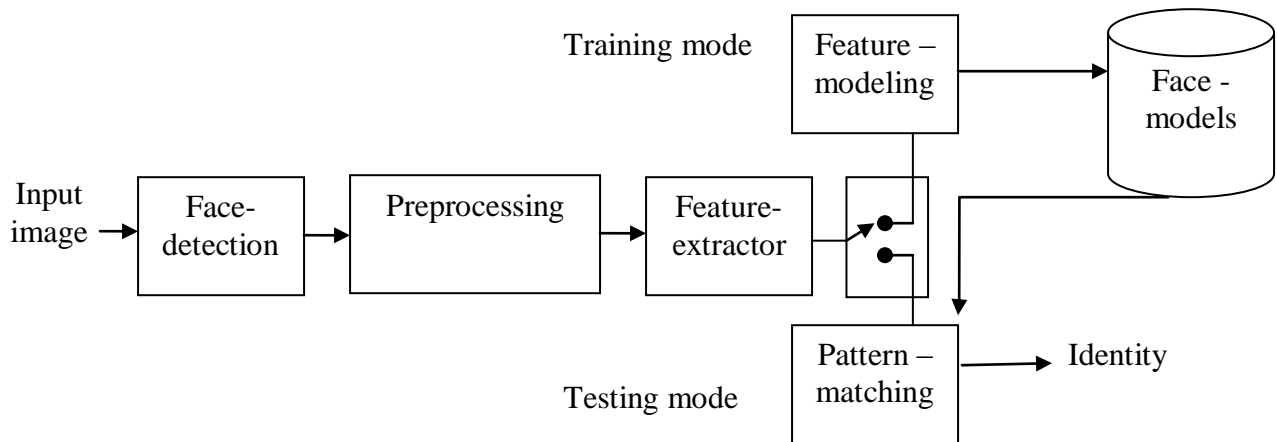 Training mode
Feature –
modeling
Face -
models
Input
image
Face-
detection
Preprocessing
Feature-
extractor
Pattern –
matching
Identity
Testing mode